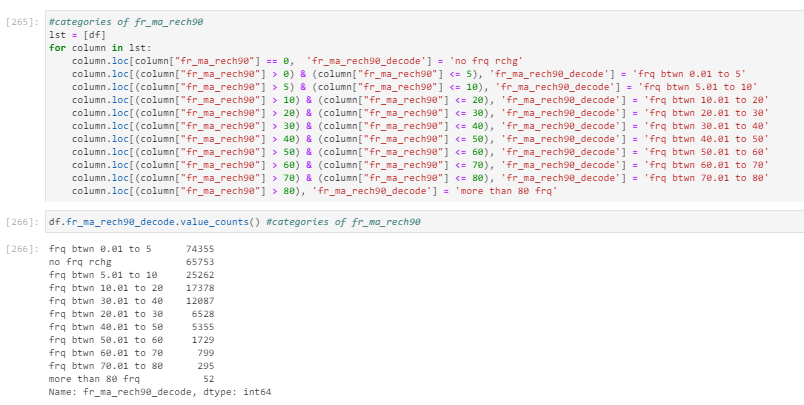 [265]: #categories of fr_ma_rech90
lst = [df]
for column in lst:
    column.loc[column["fr_ma_rech90"] == 0,  'fr_ma_rech90_decode'] = 'no frq rchg'
    column.loc[(column["fr_ma_rech90"] > 0) & (column["fr_ma_rech90"] <= 5), 'fr_ma_rech90_decode'] = 'frq btwn 0.01 to 5'
    column.loc[(column["fr_ma_rech90"] > 5) & (column["fr_ma_rech90"] <= 10), 'fr_ma_rech90_decode'] = 'frq btwn 5.01 to 10'
    column.loc[(column["fr_ma_rech90"] > 10) & (column["fr_ma_rech90"] <= 20), 'fr_ma_rech90_decode'] = 'frq btwn 10.01 to 20'
    column.loc[(column["fr_ma_rech90"] > 20) & (column["fr_ma_rech90"] <= 30), 'fr_ma_rech90_decode'] = 'frq btwn 20.01 to 30'
    column.loc[(column["fr_ma_rech90"] > 30) & (column["fr_ma_rech90"] <= 40), 'fr_ma_rech90_decode'] = 'frq btwn 30.01 to 40'
    column.loc[(column["fr_ma_rech90"] > 40) & (column["fr_ma_rech90"] <= 50), 'fr_ma_rech90_decode'] = 'frq btwn 40.01 to 50'
    column.loc[(column["fr_ma_rech90"] > 50) & (column["fr_ma_rech90"] <= 60), 'fr_ma_rech90_decode'] = 'frq btwn 50.01 to 60'
    column.loc[(column["fr_ma_rech90"] > 60) & (column["fr_ma_rech90"] <= 70), 'fr_ma_rech90_decode'] = 'frq btwn 60.01 to 70'
    column.loc[(column["fr_ma_rech90"] > 70) & (column["fr_ma_rech90"] <= 80), 'fr_ma_rech90_decode'] = 'frq btwn 70.01 to 80'
    column.loc[(column["fr_ma_rech90"] > 80), 'fr_ma_rech90_decode'] = 'more than 80 frq'
[266]: df.fr_ma_rech90_decode.value_counts() #categories of fr_ma_rech90
[266]: frq btwn 0.01 to 5      74355
no frq rchg             65753
frq btwn 5.01 to 10     25262
frq btwn 10.01 to 20    17378
frq btwn 30.01 to 40    12087
frq btwn 20.01 to 30     6528
frq btwn 40.01 to 50     5355
frq btwn 50.01 to 60     1729
frq btwn 60.01 to 70      799
frq btwn 70.01 to 80      295
more than 80 frq           52
Name: fr_ma_rech90_decode, dtype: int64